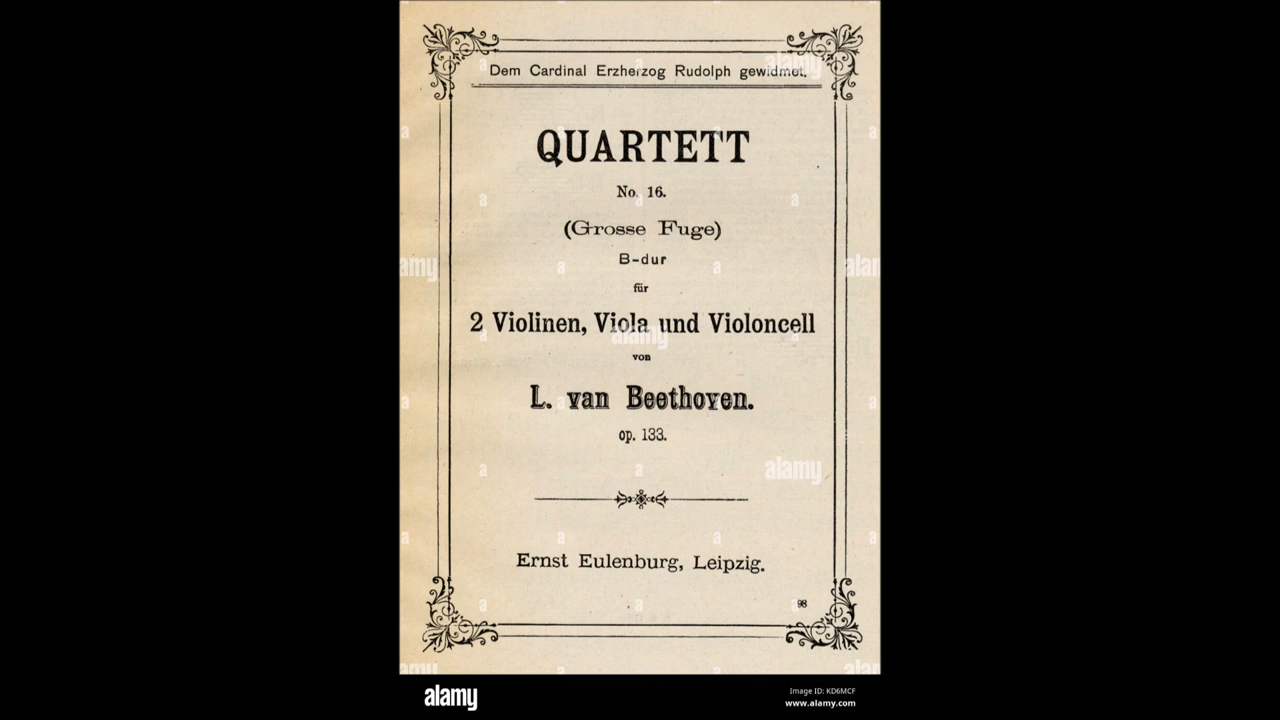 Dem Cardinal Erzherzog Rudolph gewidmet.
QUARTETT
No. 16.
(Grosse Fuge)
B-dur
für
2 Violinen, Viola und Violoncell
von
L. van Beethoven.
op. 133.
Ernst Eulenburg, Leipzig.
98
alamy
Image ID: KD6MCF
www.alamy.com